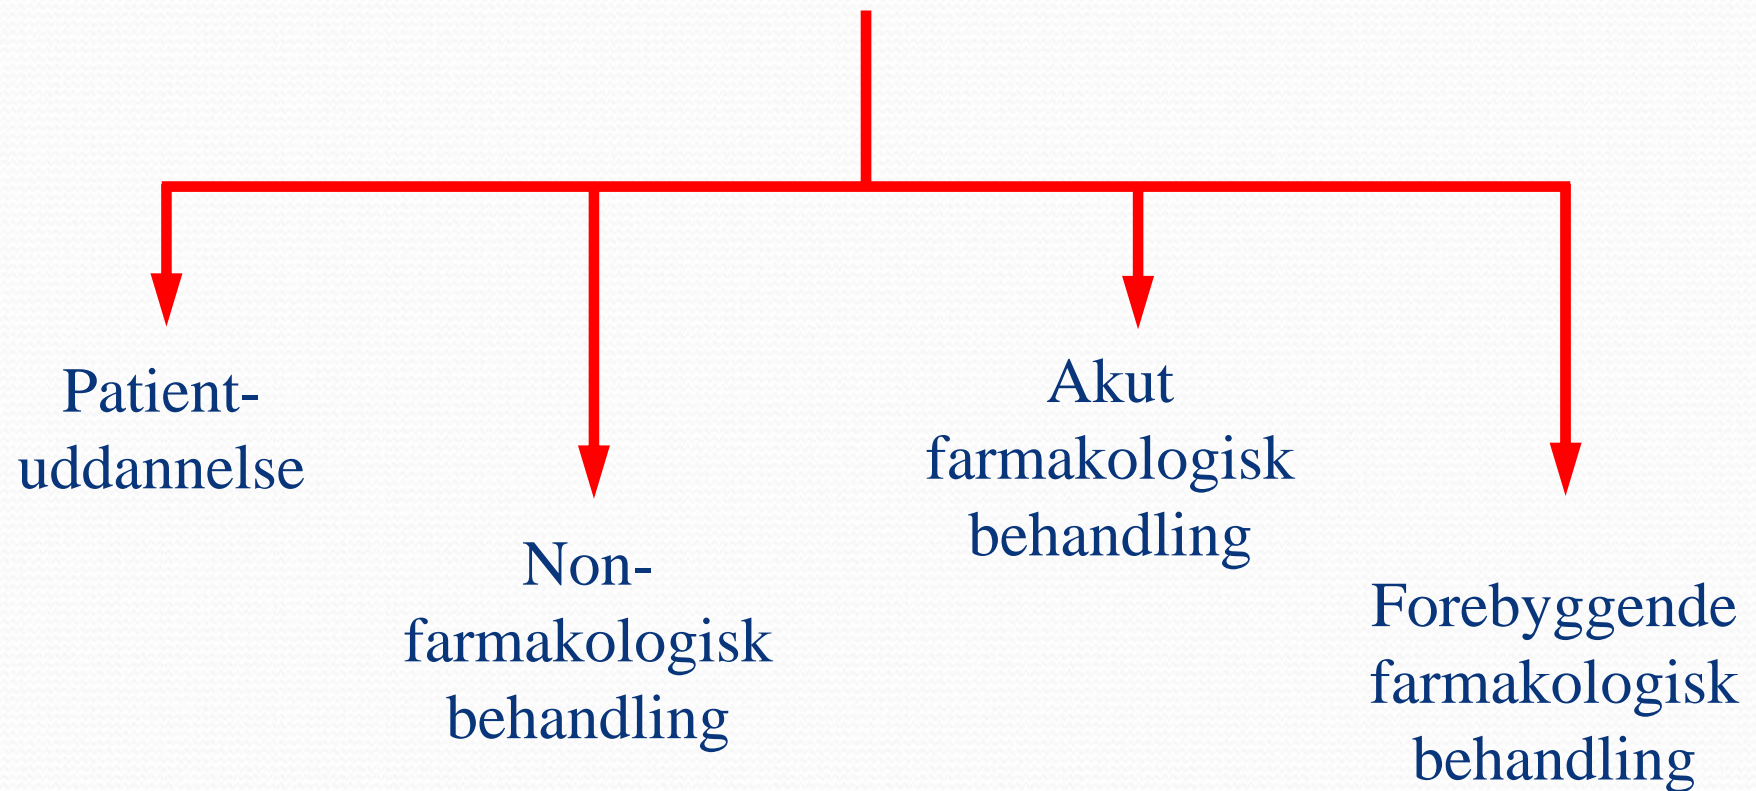 Patient-
uddannelse
Non-
farmakologisk
behandling
Akut
farmakologisk
behandling
Forebyggende
farmakologisk
behandling